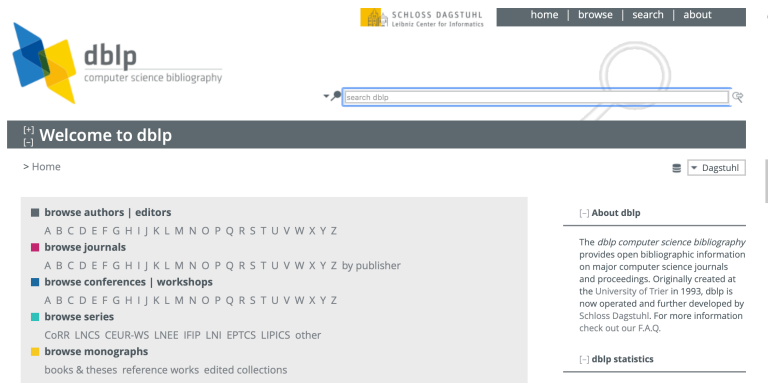 SCHLOSS DAGSTUHL
Leibniz Center for Informatics
home | browse | search | about
dblp
computer science bibliography
search dblp
[+]
[–]
Welcome to dblp
> Home
Dagstuhl
browse authors | editors
A B C D E F G H I J K L M N O P Q R S T U V W X Y Z
browse journals
A B C D E F G H I J K L M N O P Q R S T U V W X Y Z by publisher
browse conferences | workshops
A B C D E F G H I J K L M N O P Q R S T U V W X Y Z
browse series
CoRR LNCS CEUR-WS LNEE IFIP LNI EPTCS LIPICS other
browse monographs
books & theses reference works edited collections
[–] About dblp
The dblp computer science bibliography
provides open bibliographic information
on major computer science journals
and proceedings. Originally created at
the University of Trier in 1993, dblp is
now operated and further developed by
Schloss Dagstuhl. For more information
check out our F.A.Q.
[–] dblp statistics